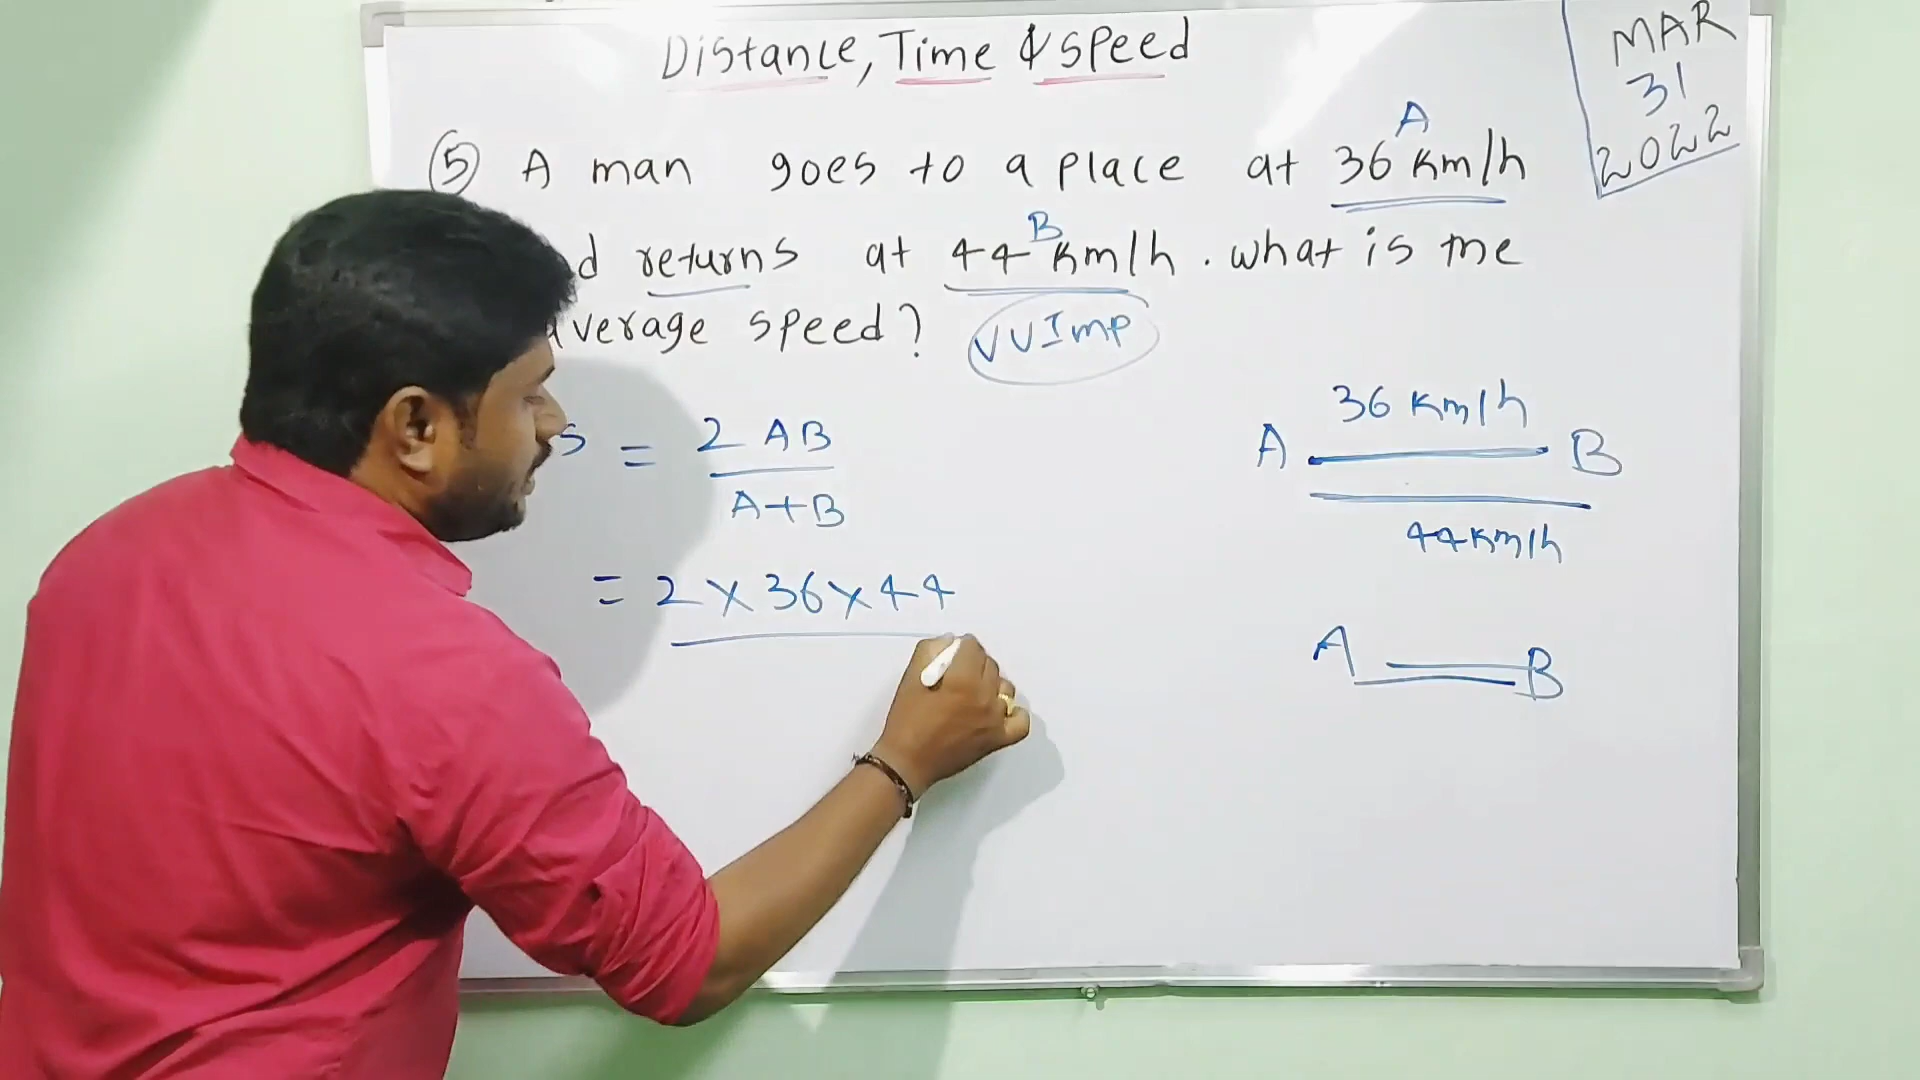 Distance, Time & speed
MAR
31
2022
A
⑤ A man goes to a place at 36 km/h
B
returns at 44 km/h. what is the
average speed? VVImp
S = 2 AB
A+B
= 2 x 36 x 44
36 km/h
A B
44 km/h
A B